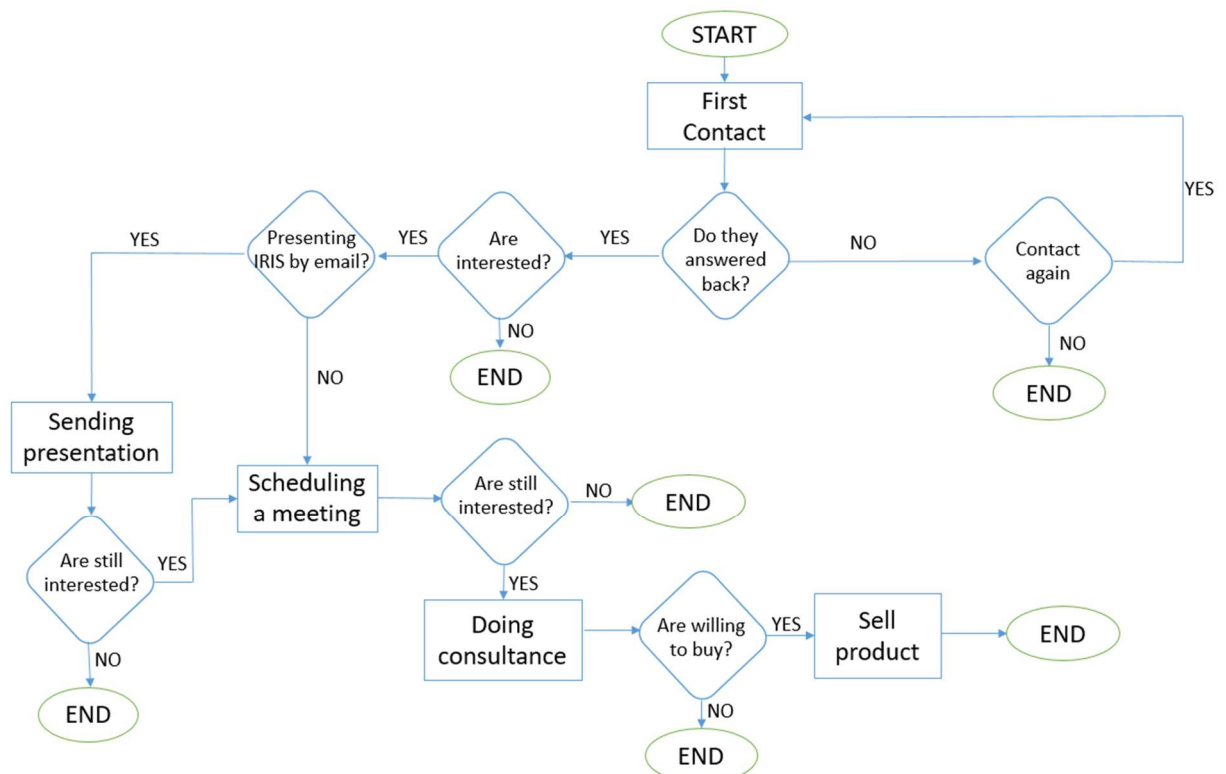 START
First
Contact
YES
Do they
answered
back?
NO
Contact
again
NO
END
YES
Are
interested?
NO
END
YES
Presenting
IRIS by email?
YES
NO
Sending
presentation
Are still
interested?
YES
NO
END
Scheduling
a meeting
Are still
interested?
NO
END
YES
Doing
consultance
Are willing
to buy?
YES
Sell
product
END
NO
END